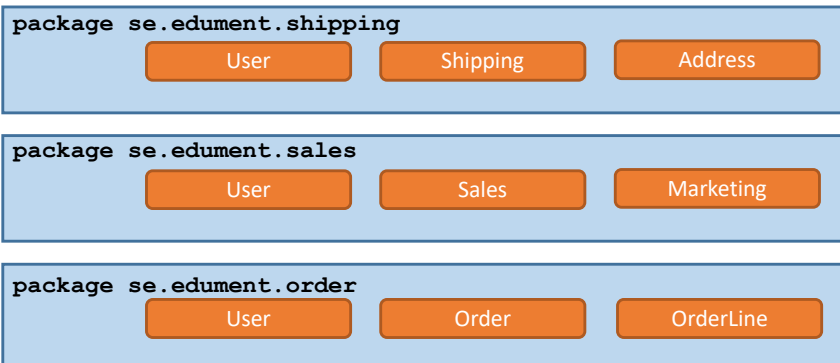 package se.edument.shipping
User Shipping Address
package se.edument.sales
User Sales Marketing
package se.edument.order
User Order OrderLine